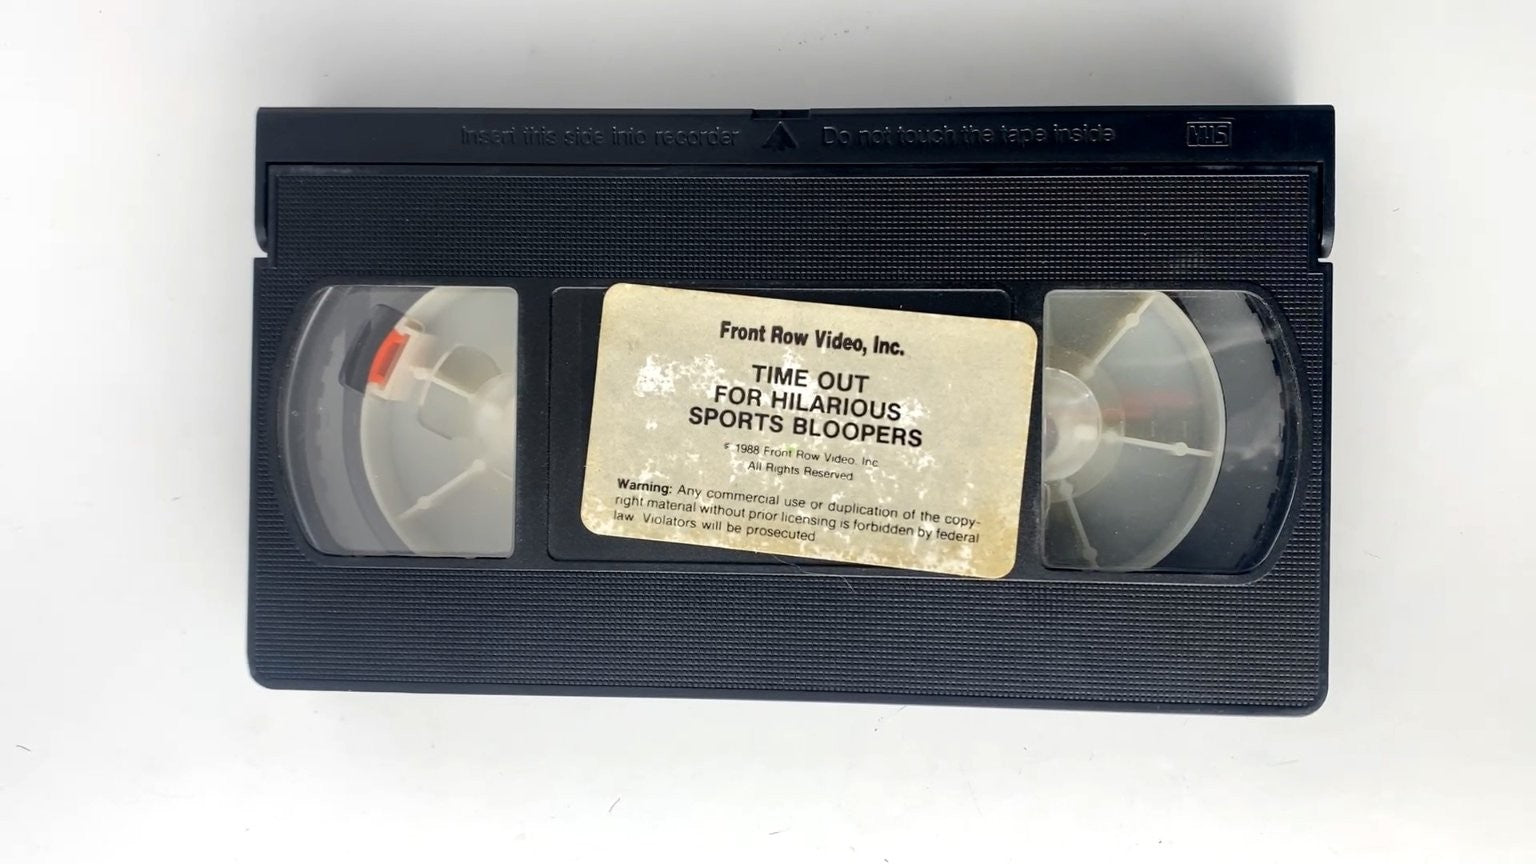 Insert this side into recorder Do not touch the tape inside VHS
Front Row Video, Inc.
TIME OUT
FOR HILARIOUS
SPORTS BLOOPERS
© 1988 Front Row Video, Inc.
All Rights Reserved
Warning: Any commercial use or duplication of the copy-
right material without prior licensing is forbidden by federal
law Violators will be prosecuted